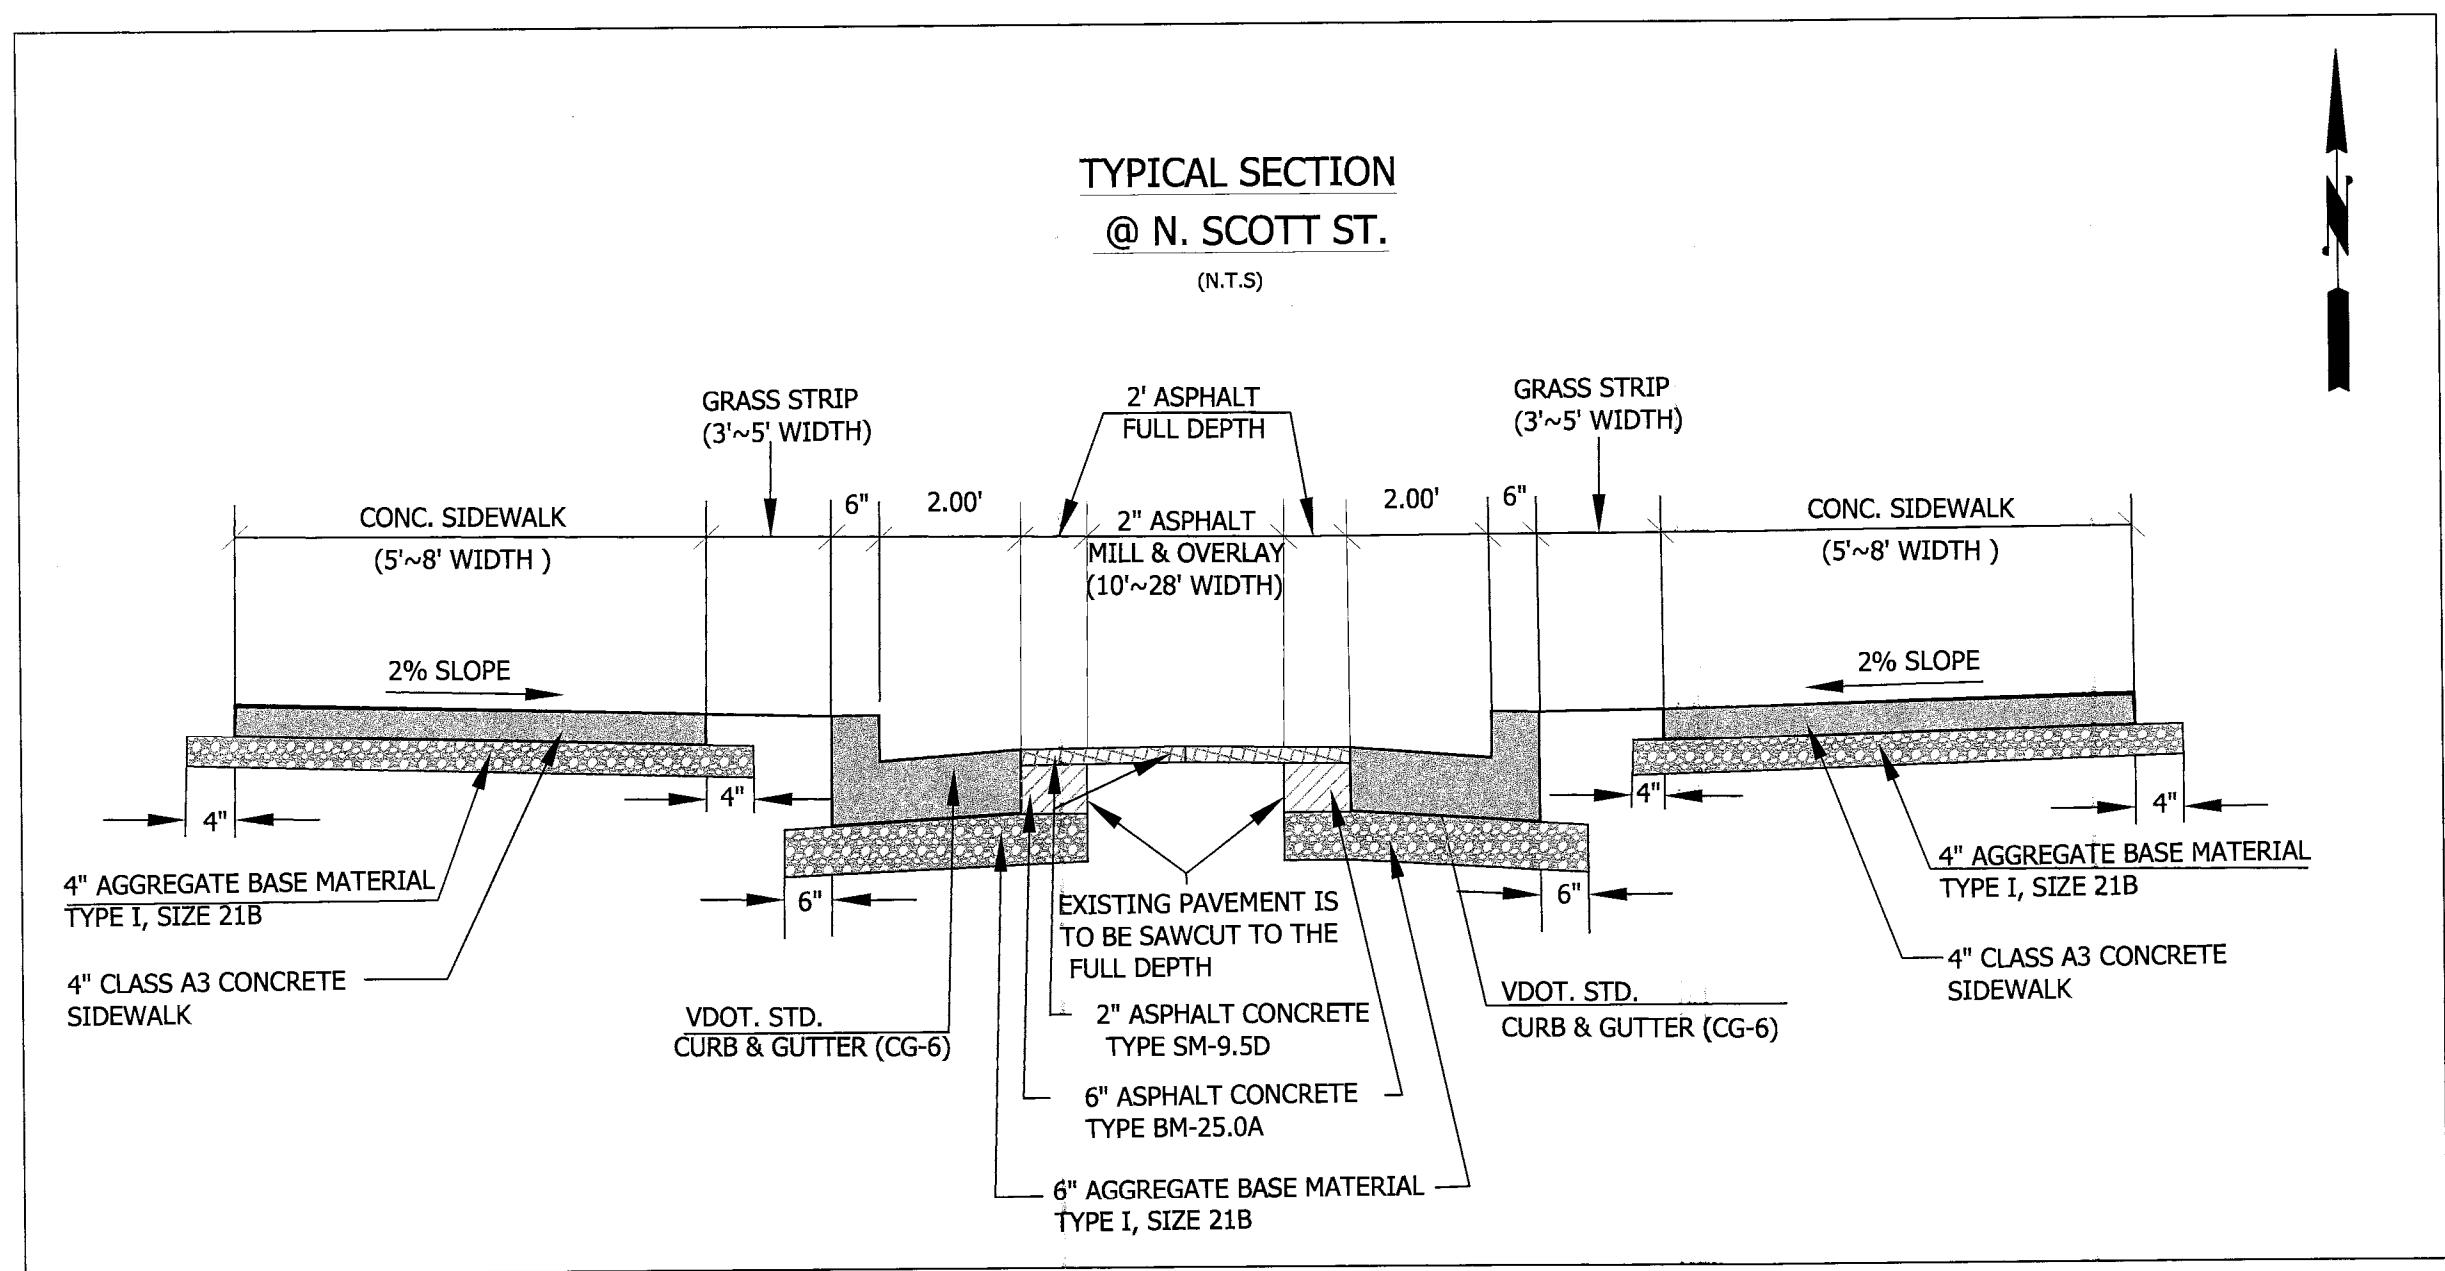 TYPICAL SECTION
@ N. SCOTT ST.
(N.T.S)
N
GRASS STRIP
(3'~5' WIDTH)
2' ASPHALT
FULL DEPTH
GRASS STRIP
(3'~5' WIDTH)
CONC. SIDEWALK
(5'~8' WIDTH )
6"
2.00'
2" ASPHALT
MILL & OVERLAY
(10'~28' WIDTH)
2.00'
6"
CONC. SIDEWALK
(5'~8' WIDTH )
2% SLOPE
2% SLOPE
4"
4"
4"
4"
6"
6"
4" AGGREGATE BASE MATERIAL
TYPE I, SIZE 21B
4" CLASS A3 CONCRETE
SIDEWALK
VDOT. STD.
CURB & GUTTER (CG-6)
EXISTING PAVEMENT IS
TO BE SAWCUT TO THE
FULL DEPTH
2" ASPHALT CONCRETE
TYPE SM-9.5D
6" ASPHALT CONCRETE
TYPE BM-25.0A
6" AGGREGATE BASE MATERIAL
TYPE I, SIZE 21B
VDOT. STD.
CURB & GUTTER (CG-6)
4" AGGREGATE BASE MATERIAL
TYPE I, SIZE 21B
4" CLASS A3 CONCRETE
SIDEWALK